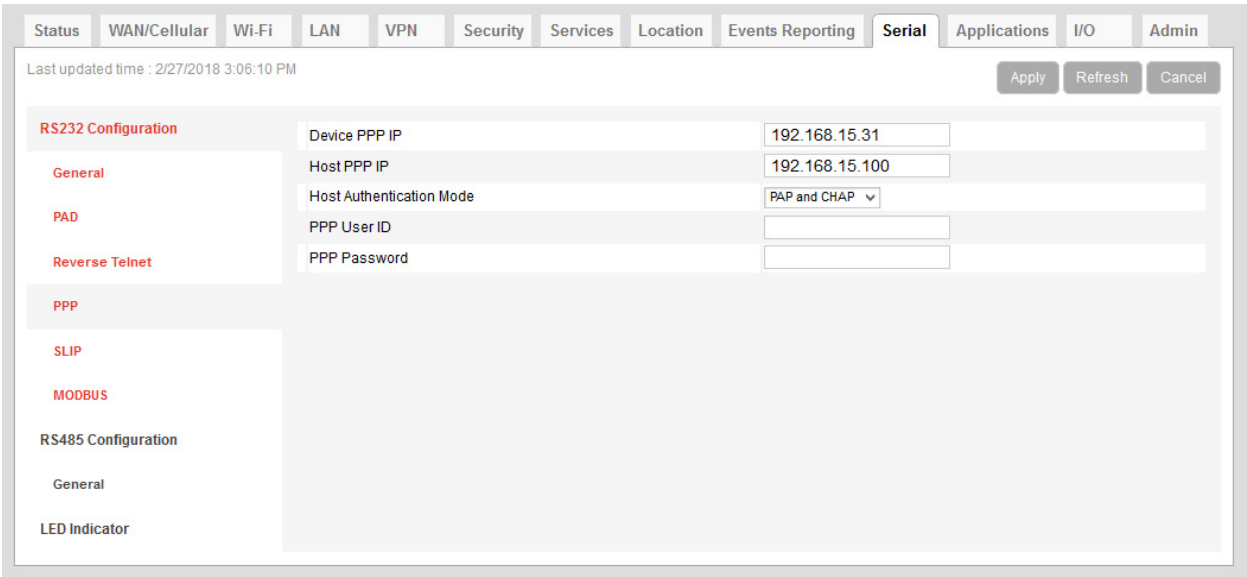 Status WAN/Cellular Wi-Fi LAN VPN Security Services Location Events Reporting Serial Applications I/O Admin
Last updated time : 2/27/2018 3:06:10 PM
Apply Refresh Cancel
RS232 Configuration
General
PAD
Reverse Telnet
PPP
SLIP
MODBUS
RS485 Configuration
General
LED Indicator
Device PPP IP 192.168.15.31
Host PPP IP 192.168.15.100
Host Authentication Mode PAP and CHAP
PPP User ID
PPP Password